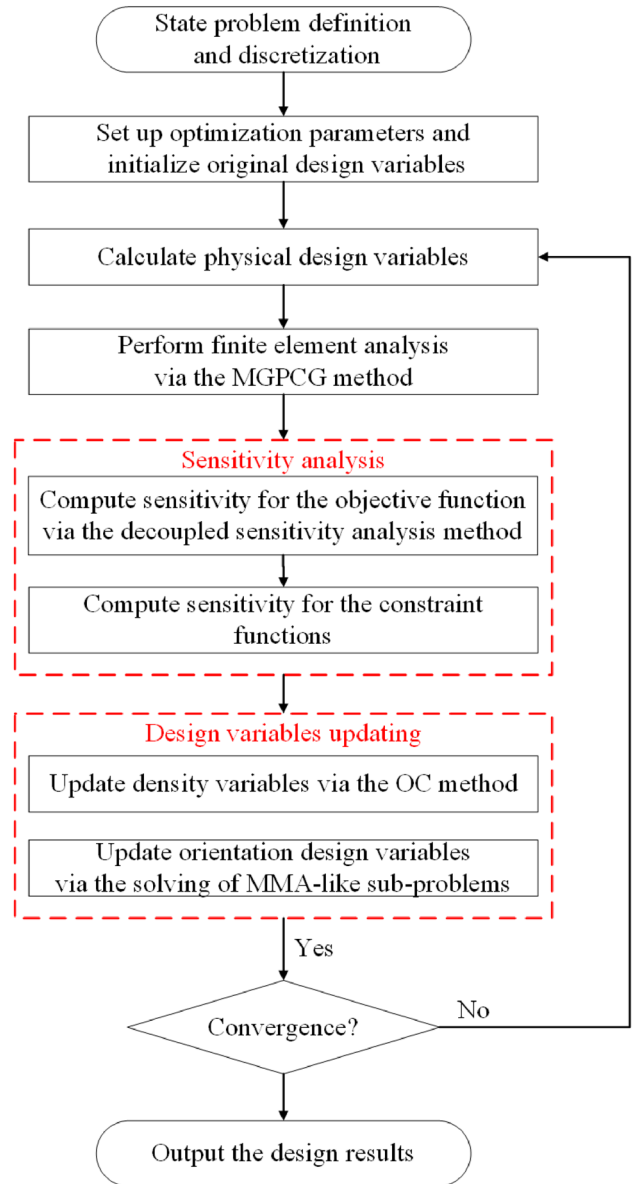 State problem definition
and discretization
Set up optimization parameters and
initialize original design variables
Calculate physical design variables
Perform finite element analysis
via the MGPCG method
Sensitivity analysis
Compute sensitivity for the objective function
via the decoupled sensitivity analysis method
Compute sensitivity for the constraint
functions
Design variables updating
Update density variables via the OC method
Update orientation design variables
via the solving of MMA-like sub-problems
Yes
Convergence?
No
Output the design results